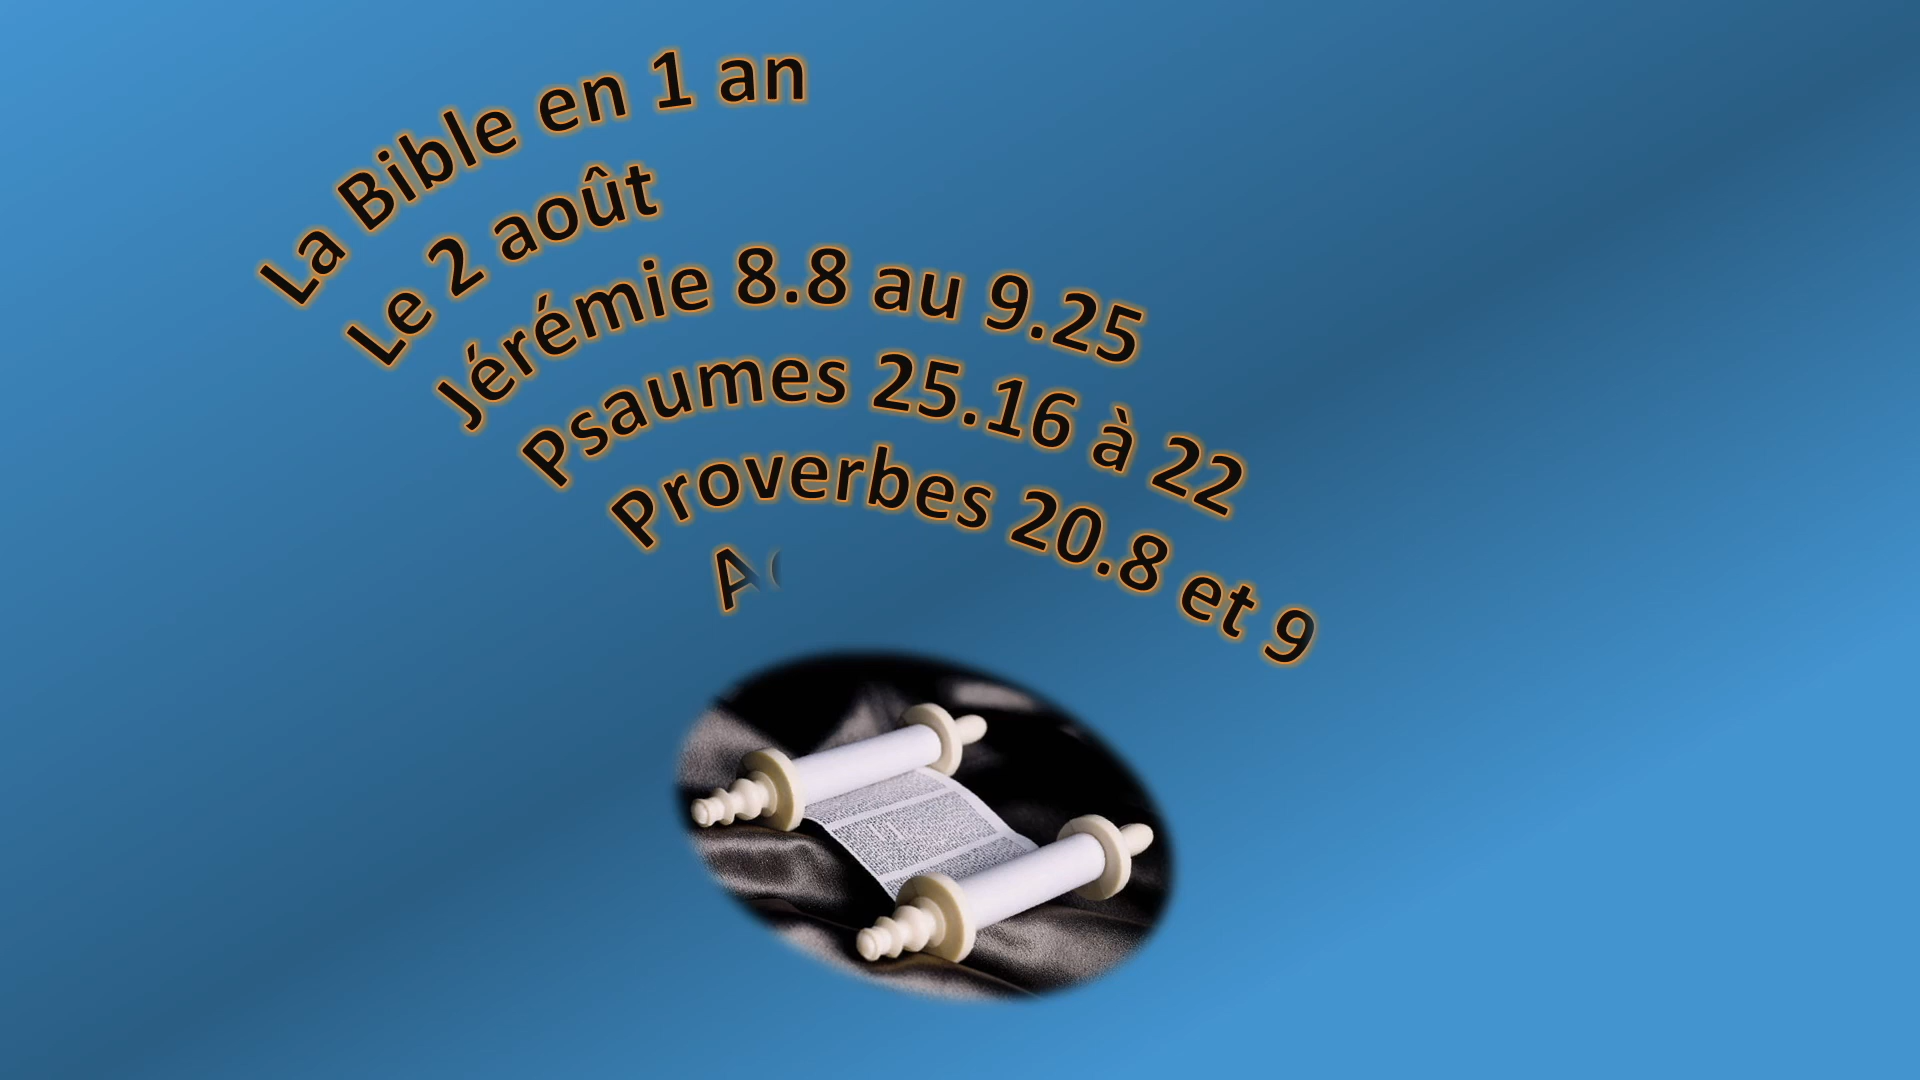 La Bible en 1 an
Le 2 août
Jérémie 8.8 au 9.25
Psaumes 25.16 à 22
Proverbes 20.8 et 9